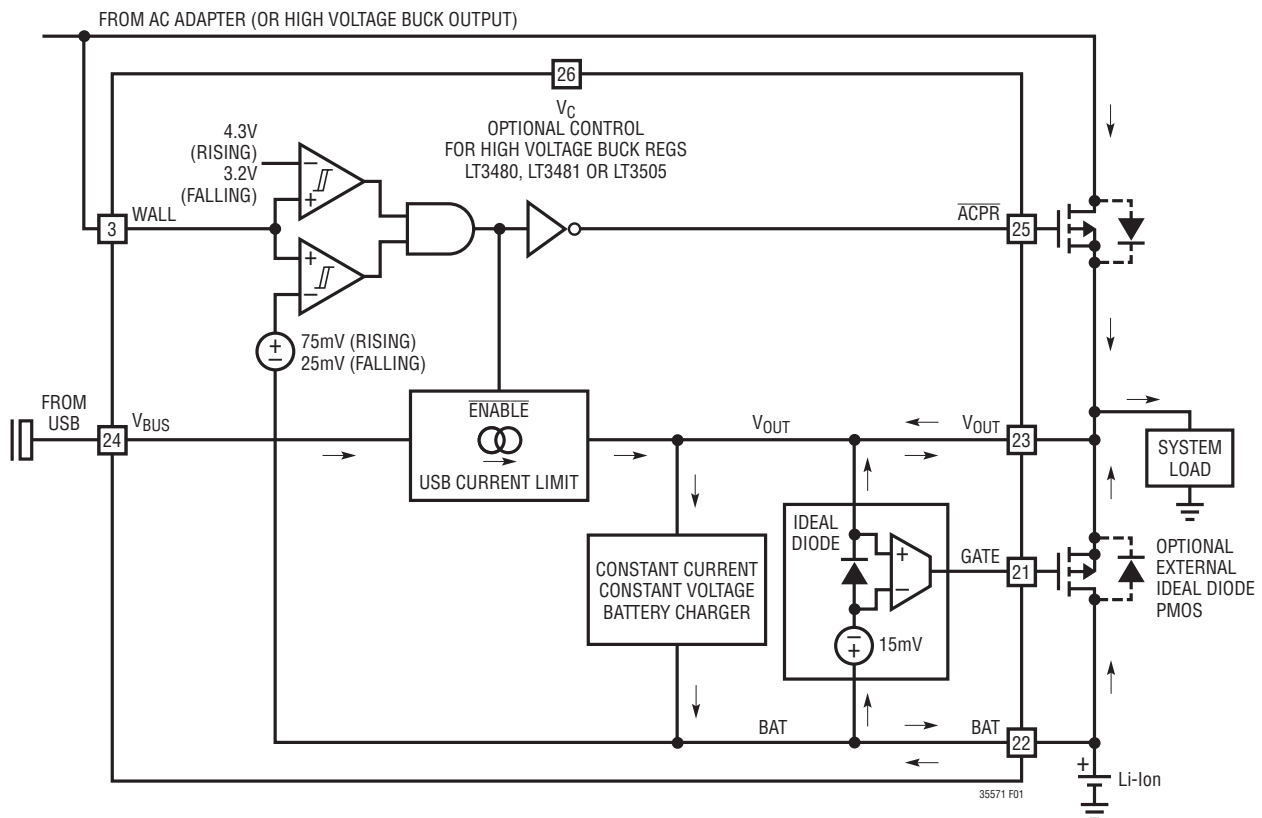 FROM AC ADAPTER (OR HIGH VOLTAGE BUCK OUTPUT)
26
VC
OPTIONAL CONTROL
FOR HIGH VOLTAGE BUCK REGS
LT3480, LT3481 OR LT3505
4.3V
(RISING)
3.2V
(FALLING)
–
+
3
WALL
ACPR
25
+
–
+
–
75mV (RISING)
25mV (FALLING)
FROM
USB
24
VBUS
ENABLE
USB CURRENT LIMIT
VOUT
VOUT
23
SYSTEM
LOAD
IDEAL
DIODE
+
–
GATE
21
OPTIONAL
EXTERNAL
IDEAL DIODE
PMOS
CONSTANT CURRENT
CONSTANT VOLTAGE
BATTERY CHARGER
–
+
15mV
BAT
BAT
22
+
Li-Ion
35571 F01